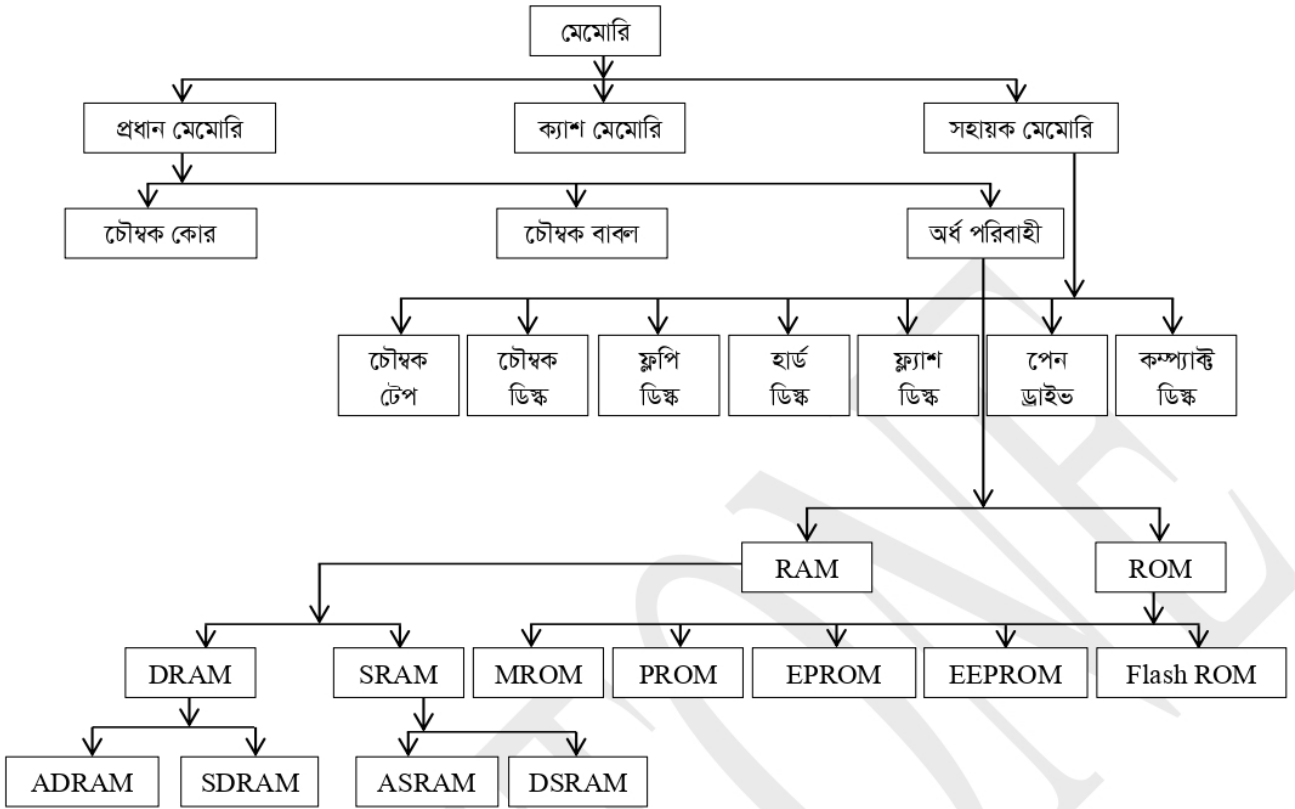 মেমোরি
প্রধান মেমোরি
ক্যাশ মেমোরি
সহায়ক মেমোরি
চৌম্বক কোর
চৌম্বক বাবল
অর্ধ পরিবাহী
চৌম্বক
টেপ
চৌম্বক
ডিস্ক
ফ্লপি
ডিস্ক
হার্ড
ডিস্ক
ফ্ল্যাশ
ডিস্ক
পেন
ড্রাইভ
কম্প্যাক্ট
ডিস্ক
RAM
ROM
DRAM
SRAM
MROM
PROM
EPROM
EEPROM
Flash ROM
ADRAM
SDRAM
ASRAM
DSRAM